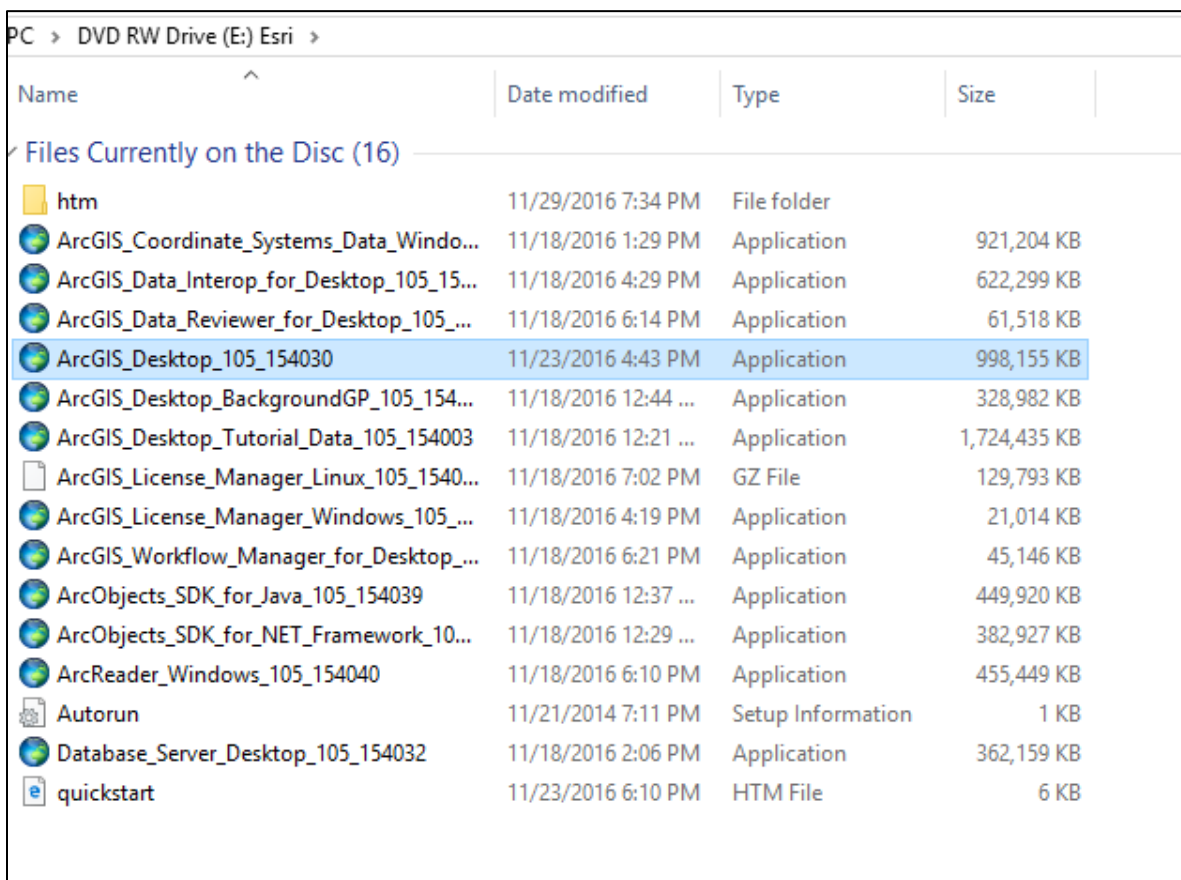 PC > DVD RW Drive (E:) Esri >
Name Date modified Type Size
Files Currently on the Disc (16)
htm 11/29/2016 7:34 PM File folder
ArcGIS_Coordinate_Systems_Data_Windo... 11/18/2016 1:29 PM Application 921,204 KB
ArcGIS_Data_Interop_for_Desktop_105_15... 11/18/2016 4:29 PM Application 622,299 KB
ArcGIS_Data_Reviewer_for_Desktop_105_... 11/18/2016 6:14 PM Application 61,518 KB
ArcGIS_Desktop_105_154030 11/23/2016 4:43 PM Application 998,155 KB
ArcGIS_Desktop_BackgroundGP_105_154... 11/18/2016 12:44 ... Application 328,982 KB
ArcGIS_Desktop_Tutorial_Data_105_154003 11/18/2016 12:21 ... Application 1,724,435 KB
ArcGIS_License_Manager_Linux_105_1540... 11/18/2016 7:02 PM GZ File 129,793 KB
ArcGIS_License_Manager_Windows_105_... 11/18/2016 4:19 PM Application 21,014 KB
ArcGIS_Workflow_Manager_for_Desktop_... 11/18/2016 6:21 PM Application 45,146 KB
ArcObjects_SDK_for_Java_105_154039 11/18/2016 12:37 ... Application 449,920 KB
ArcObjects_SDK_for_NET_Framework_10... 11/18/2016 12:29 ... Application 382,927 KB
ArcReader_Windows_105_154040 11/18/2016 6:10 PM Application 455,449 KB
Autorun 11/21/2014 7:11 PM Setup Information 1 KB
Database_Server_Desktop_105_154032 11/18/2016 2:06 PM Application 362,159 KB
quickstart 11/23/2016 6:10 PM HTM File 6 KB